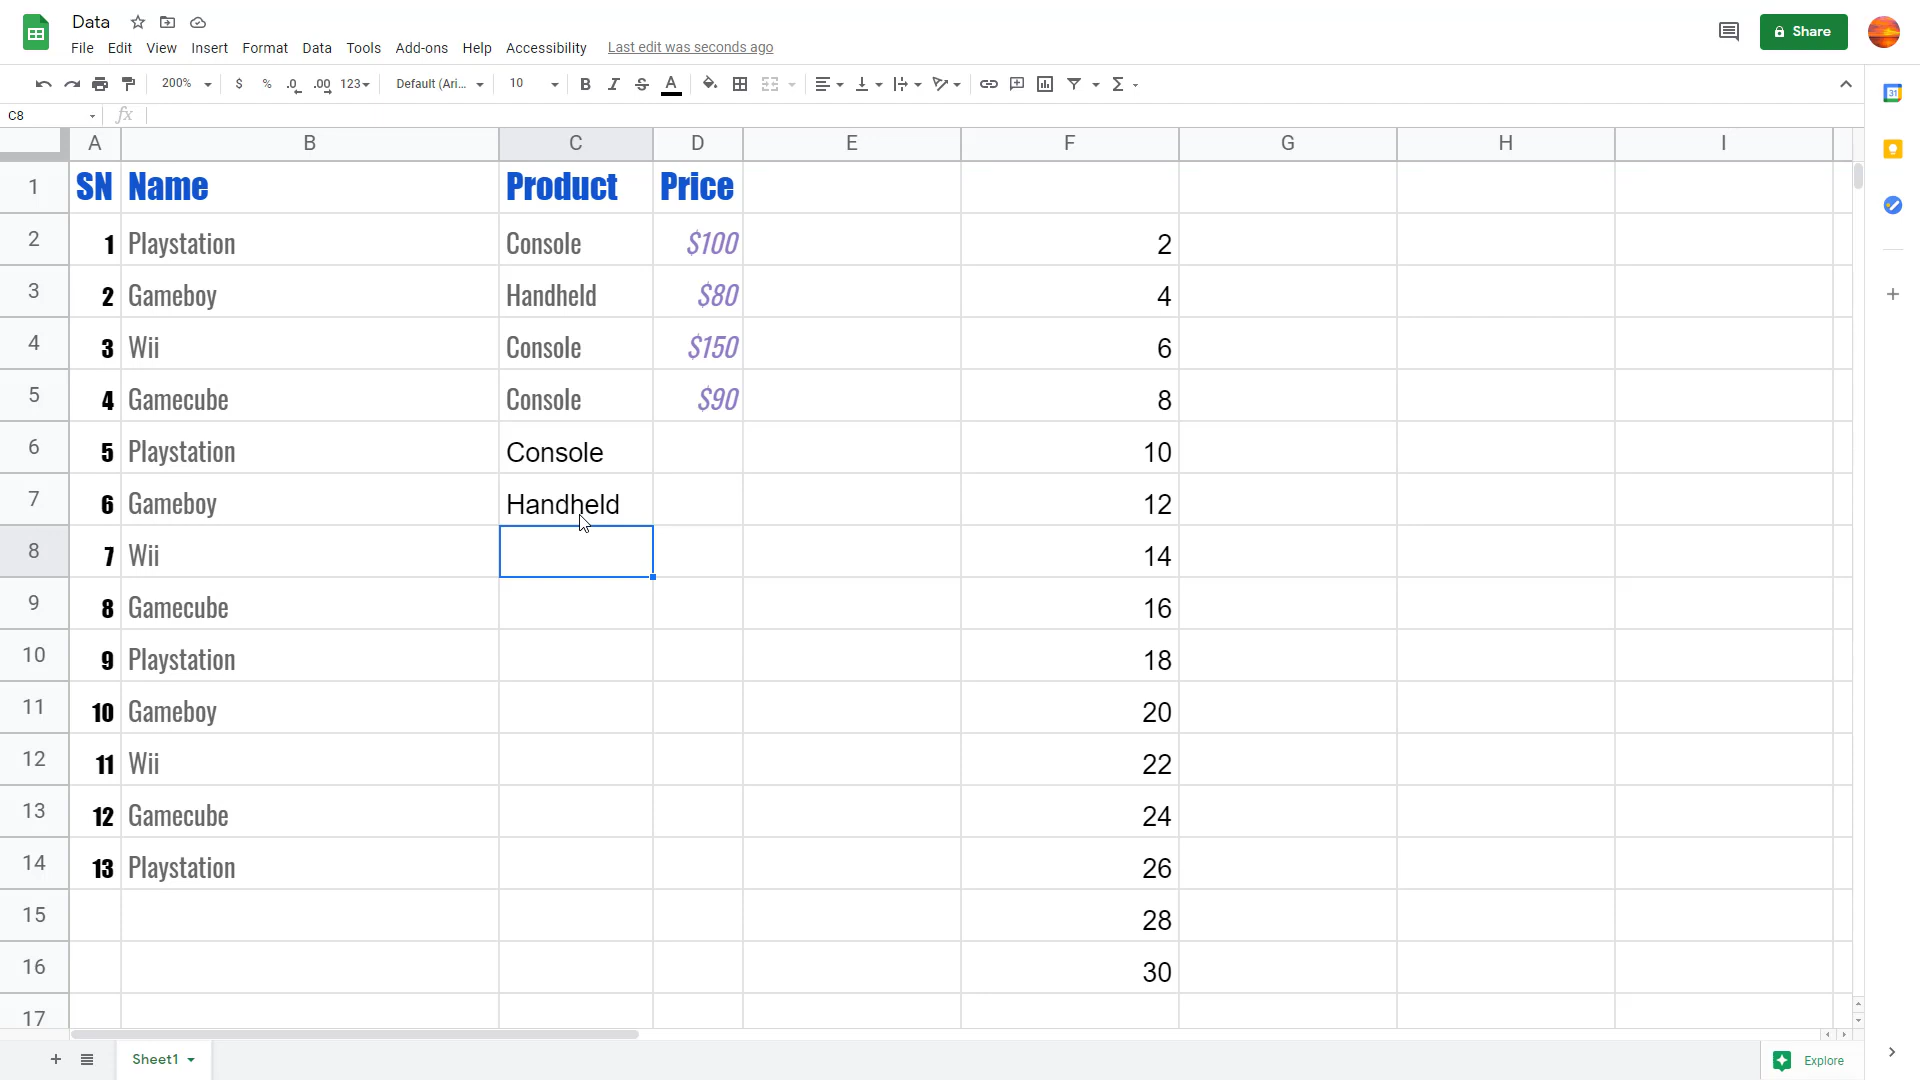 Data
File Edit View Insert Format Data Tools Add-ons Help Accessibility Last edit was seconds ago
Share
200% $ % .0 .00 123 Default (Ari... 10 B I S A
31
C8 fx
A B C D E F G H I
1 SN Name Product Price
2 1 Playstation Console $100 2
3 2 Gameboy Handheld $80 4
4 3 Wii Console $150 6
5 4 Gamecube Console $90 8
6 5 Playstation Console 10
7 6 Gameboy Handheld 12
8 7 Wii 14
9 8 Gamecube 16
10 9 Playstation 18
11 10 Gameboy 20
12 11 Wii 22
13 12 Gamecube 24
14 13 Playstation 26
15 28
16 30
17
Sheet1 Explore